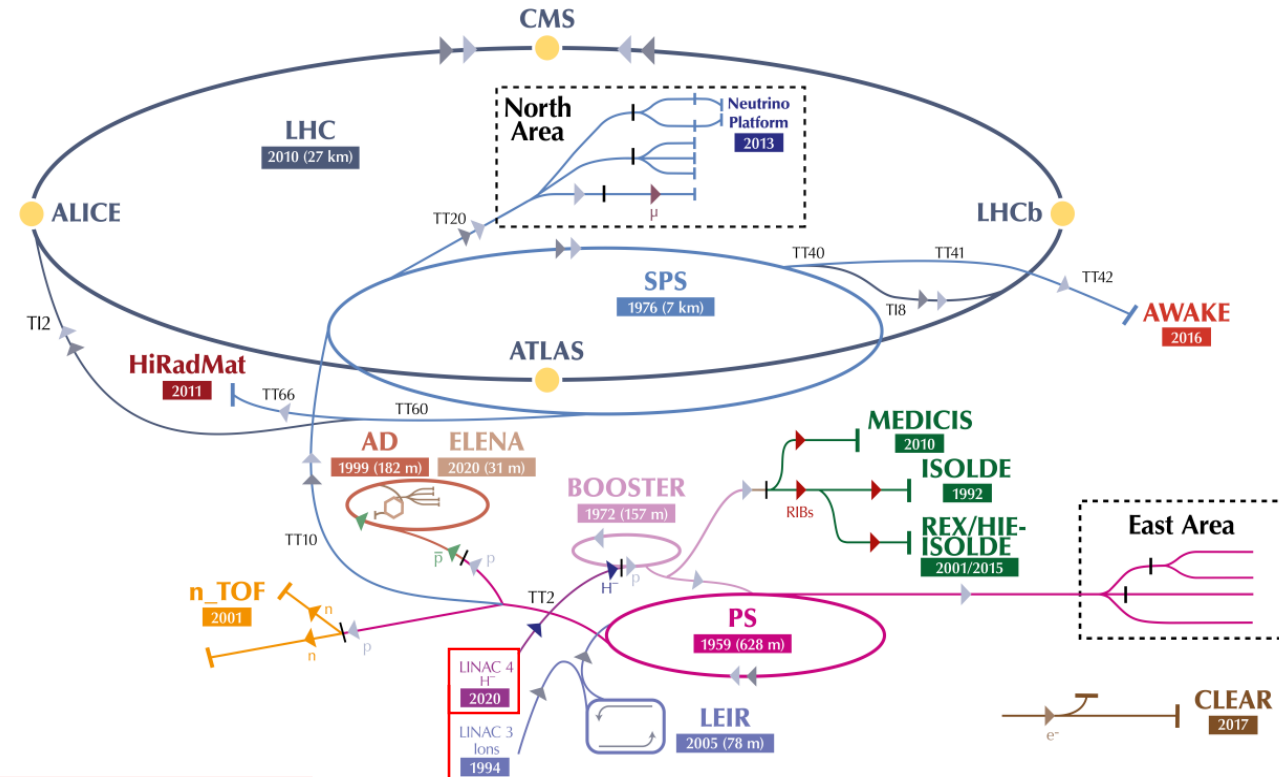 CMS
North
Area
Neutrino
Platform
2013
LHC
2010 (27 km)
ALICE
LHCb
μ
TT20
TT40
TT41
TT42
SPS
1976 (7 km)
TI8
TI2
AWAKE
2016
ATLAS
HiRadMat
2011
TT66
TT60
AD
1999 (182 m)
ELENA
2020 (31 m)
MEDICIS
2010
BOOSTER
1972 (157 m)
ISOLDE
1992
RIBs
REX/HIE-
ISOLDE
2001/2015
East Area
TT10
p̅
p
H⁻
p
n_TOF
2001
n
n
p
TT2
PS
1959 (628 m)
LINAC 4
H⁻
2020
LINAC 3
Ions
1994
LEIR
2005 (78 m)
CLEAR
2017
e⁻